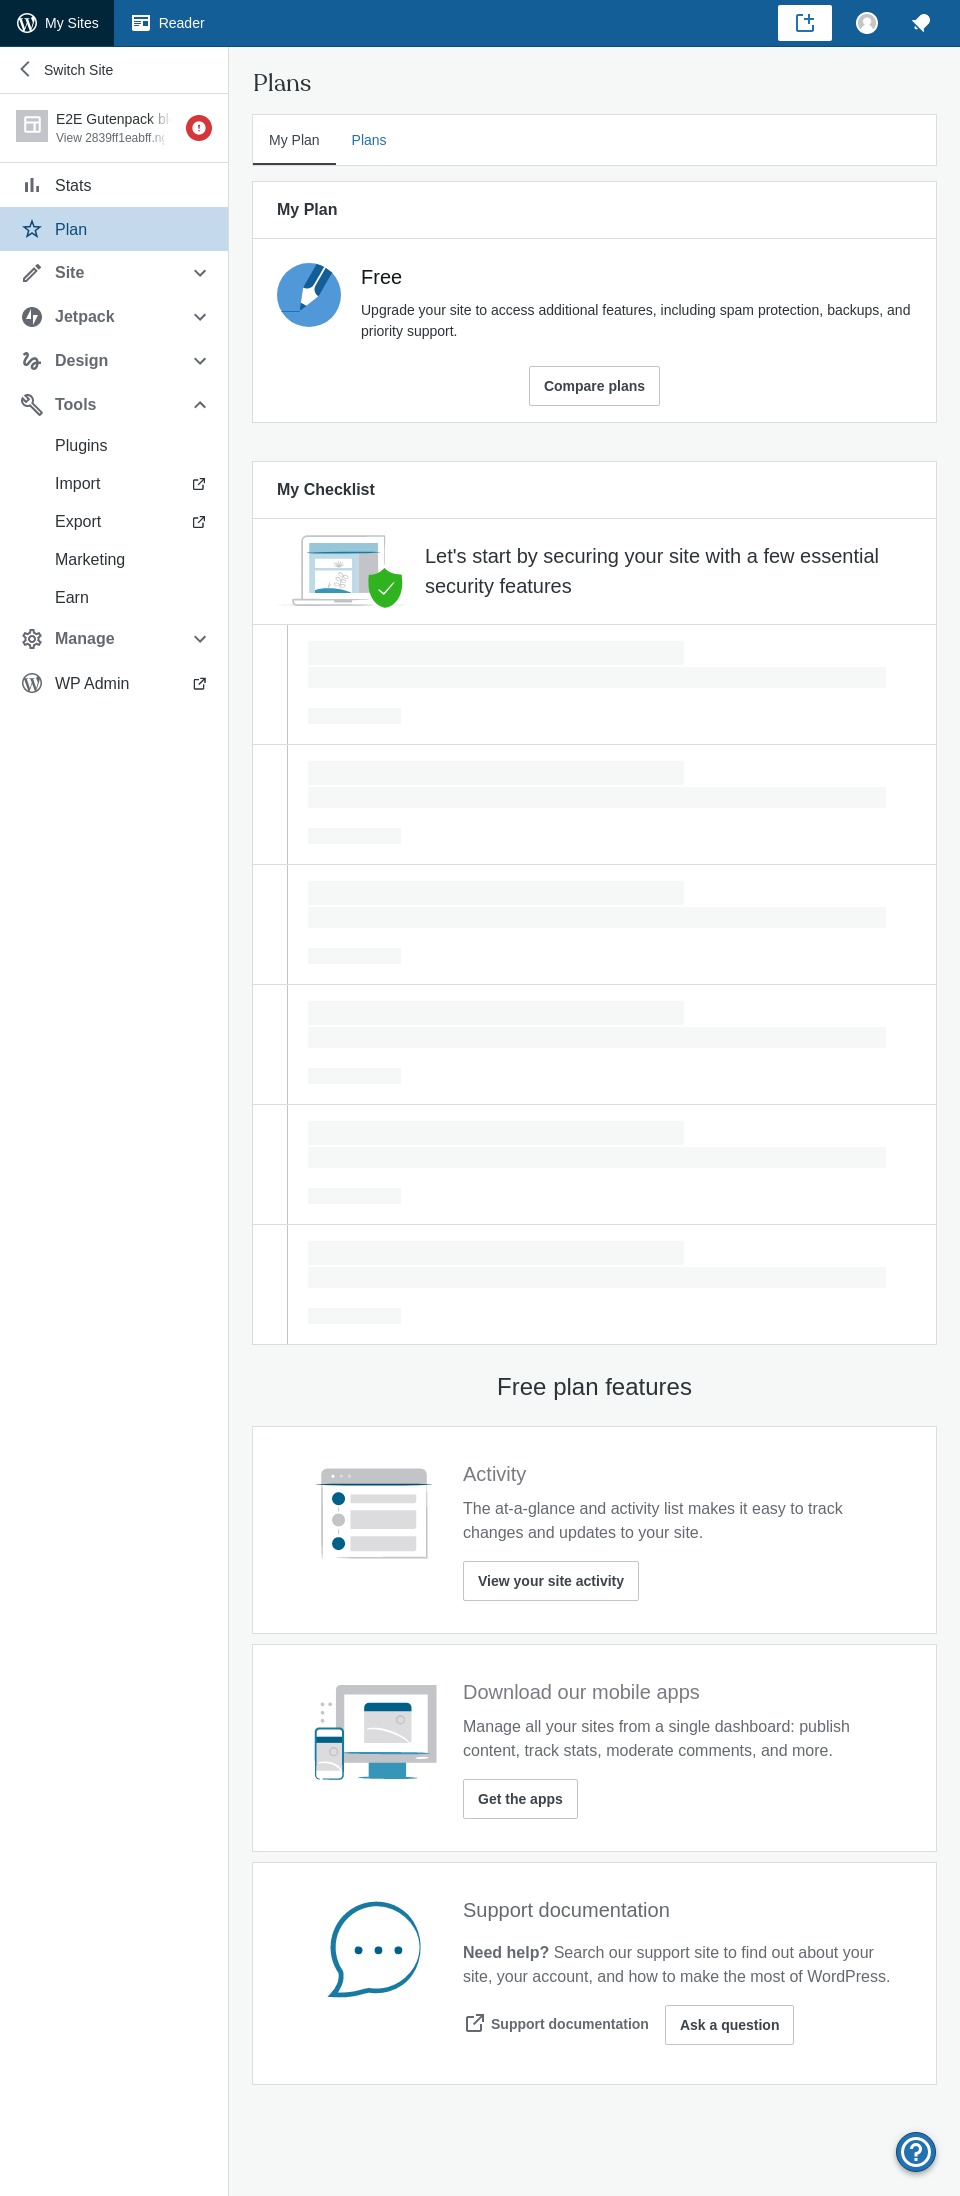 My Sites
Reader
Switch Site
E2E Gutenpack
View 2839ff1eabff.n
Stats
Plan
Site
Jetpack
Design
Tools
Plugins
Import
Export
Marketing
Earn
Manage
WP Admin
Plans
My Plan
Plans
My Plan
Free
Upgrade your site to access additional features, including spam protection, backups, and
priority support.
Compare plans
My Checklist
Let's start by securing your site with a few essential
security features
Free plan features
Activity
The at-a-glance and activity list makes it easy to track
changes and updates to your site.
View your site activity
Download our mobile apps
Manage all your sites from a single dashboard: publish
content, track stats, moderate comments, and more.
Get the apps
Support documentation
Need help? Search our support site to find out about your
site, your account, and how to make the most of WordPress.
Support documentation
Ask a question